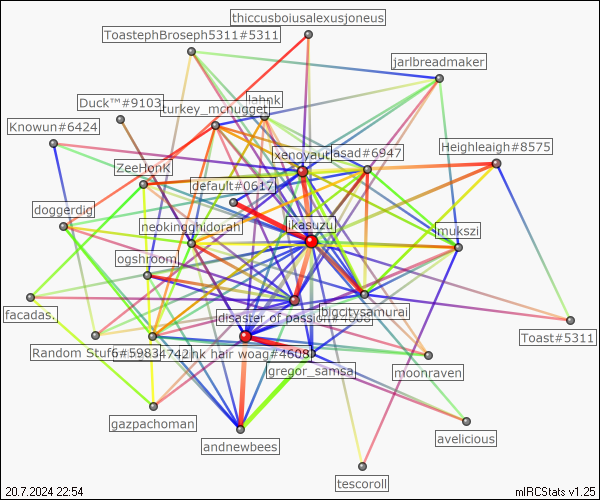 thiccusboiusalexusjoneus
ToastephBroseph5311#5311
jarlbreadmaker
lahnk
Duck™#9103
turkey_mcnugget
Knowun#6424
Heighleaigh#8575
xenoyaut
asad#6947
ZeeHonk
default#0617
doggerdig
neokingghidorah
ikasuzu
mukszi
ogshroom
facadas.
disaster of passion#4008
bigcitysamurai
Toast#5311
Random Stuff#5983
4742
nk hair woag#4608
gregor_samsa
moonraven
gazpachoman
andnewbees
avelicious
tescoroll
20.7.2024 22:54
mIRCStats v1.25